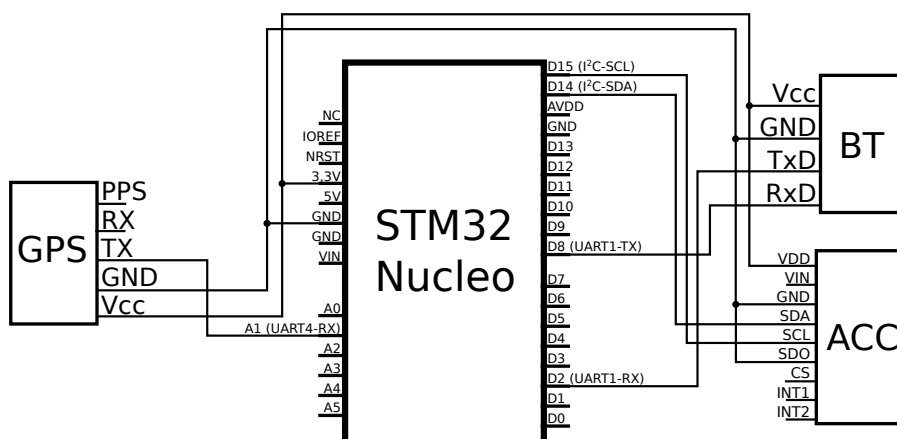 GPS
PPS
RX
TX
GND
Vcc
NC
IOREF
NRST
3,3V
5V
GND
GND
VIN
A0
A1 (UART4-RX)
A2
A3
A4
A5
STM32
Nucleo
D15 (I²C-SCL)
D14 (I²C-SDA)
AVDD
GND
D13
D12
D11
D10
D9
D8 (UART1-TX)
D7
D6
D5
D4
D3
D2 (UART1-RX)
D1
D0
Vcc
GND
TxD
RxD
BT
VDD
VIN
GND
SDA
SCL
SDO
CS
INT1
INT2
ACC